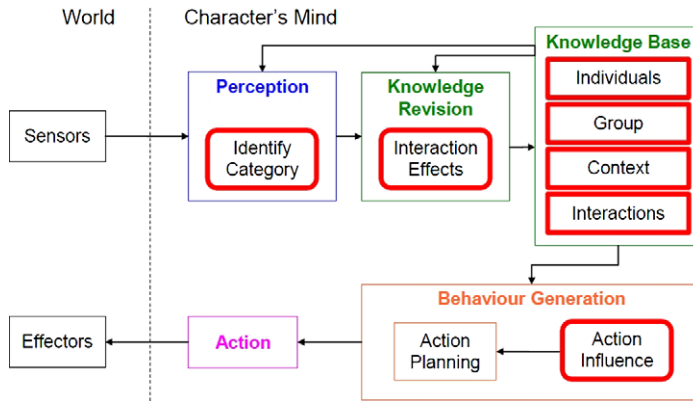 World
Character's Mind
Knowledge Base
Individuals
Group
Context
Interactions
Perception
Identify
Category
Knowledge
Revision
Interaction
Effects
Sensors
Behaviour Generation
Action
Planning
Action
Influence
Action
Effectors